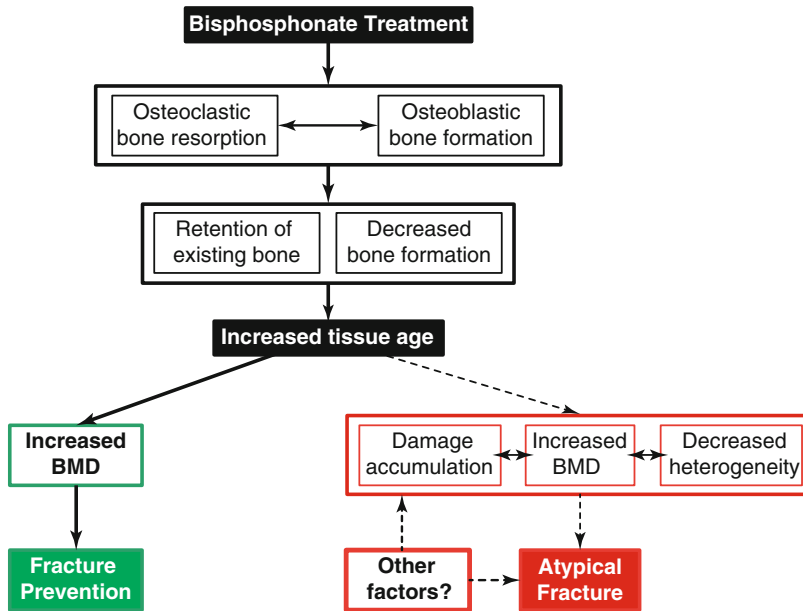 Bisphosphonate Treatment
Osteoclastic
bone resorption
Osteoblastic
bone formation
Retention of
existing bone
Decreased
bone formation
Increased tissue age
Increased
BMD
Damage
accumulation
Increased
BMD
Decreased
heterogeneity
Fracture
Prevention
Other
factors?
Atypical
Fracture